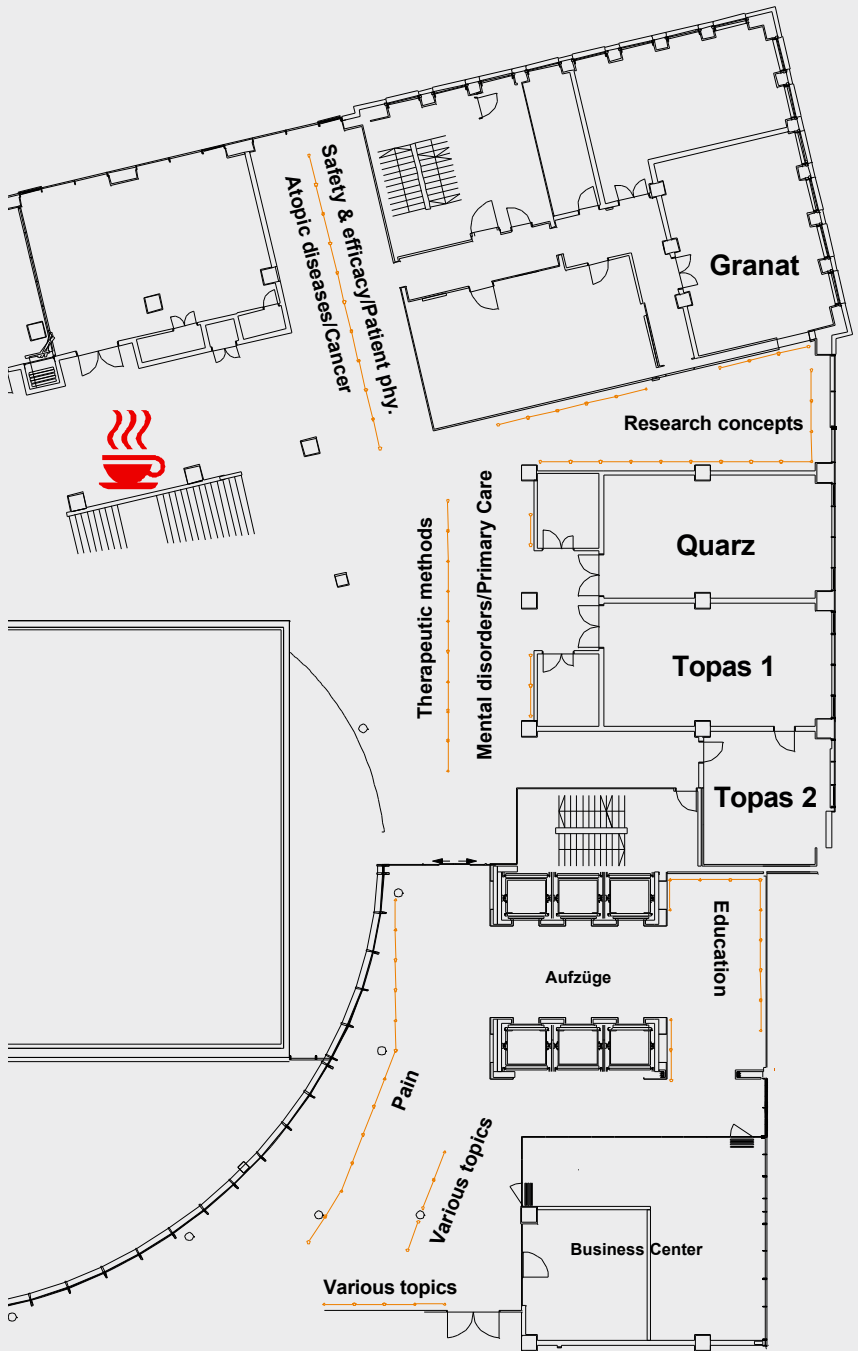 Safety & efficacy/Patient phy.
Atopic diseases/Cancer
Granat
Research concepts
Therapeutic methods
Mental disorders/Primary Care
Quarz
Topas 1
Topas 2
Education
Aufzüge
Pain
Various topics
Business Center
Various topics